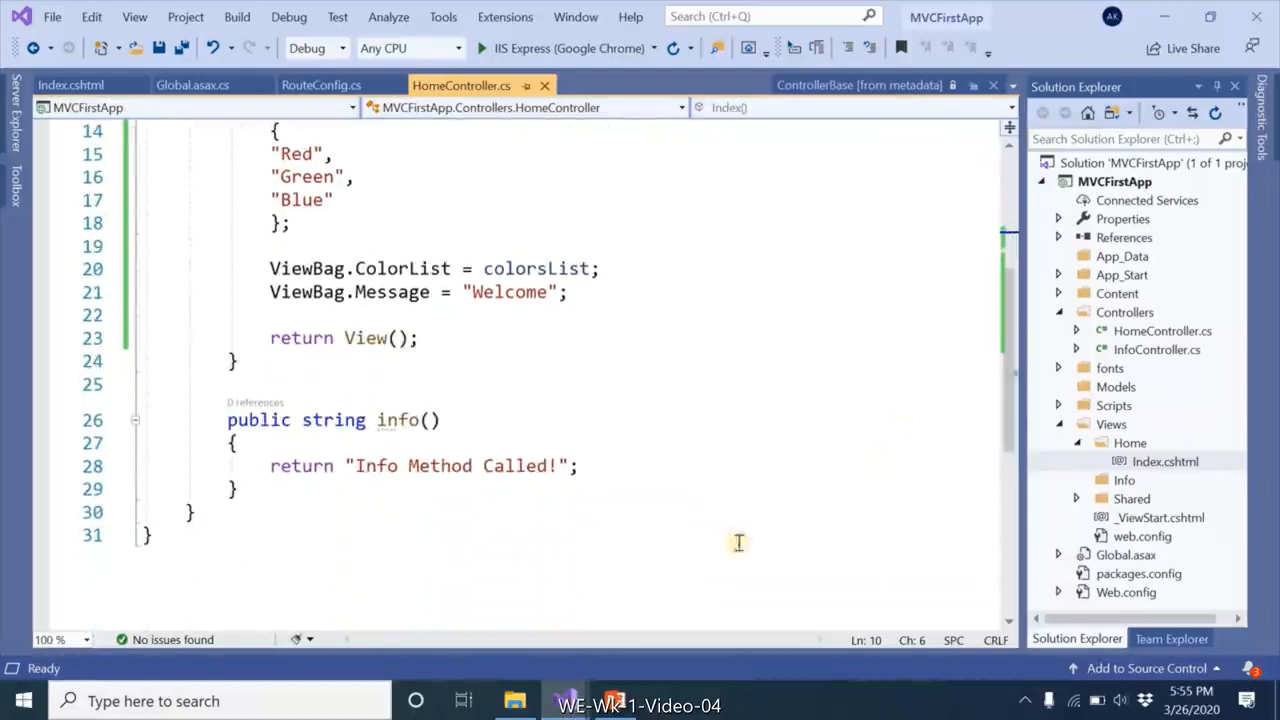 File Edit View Project Build Debug Test Analyze Tools Extensions Window Help Search (Ctrl+Q) MVCFirstApp AK
Debug Any CPU IIS Express (Google Chrome) Live Share
Server Explorer
Toolbox
Index.cshtml Global.asax.cs RouteConfig.cs HomeController.cs ControllerBase [from metadata]
MVCFirstApp MVCFirstApp.Controllers.HomeController Index()
14 {
15 "Red",
16 "Green",
17 "Blue"
18 };
19
20 ViewBag.ColorList = colorsList;
21 ViewBag.Message = "Welcome";
22
23 return View();
24 }
25
0 references
26 public string info()
27 {
28 return "Info Method Called!";
29 }
30 }
31 }
100 % No issues found Ln: 10 Ch: 6 SPC CRLF
Solution Explorer
Search Solution Explorer (Ctrl+;)
Solution 'MVCFirstApp' (1 of 1 proj
MVCFirstApp
Connected Services
Properties
References
App_Data
App_Start
Content
Controllers
HomeController.cs
InfoController.cs
fonts
Models
Scripts
Views
Home
Index.cshtml
Info
Shared
_ViewStart.cshtml
web.config
Global.asax
packages.config
Web.config
Solution Explorer Team Explorer
Diagnostic Tools
Ready Add to Source Control 3
Type here to search
WE-Wk-1-Video-04
5:55 PM
3/26/2020